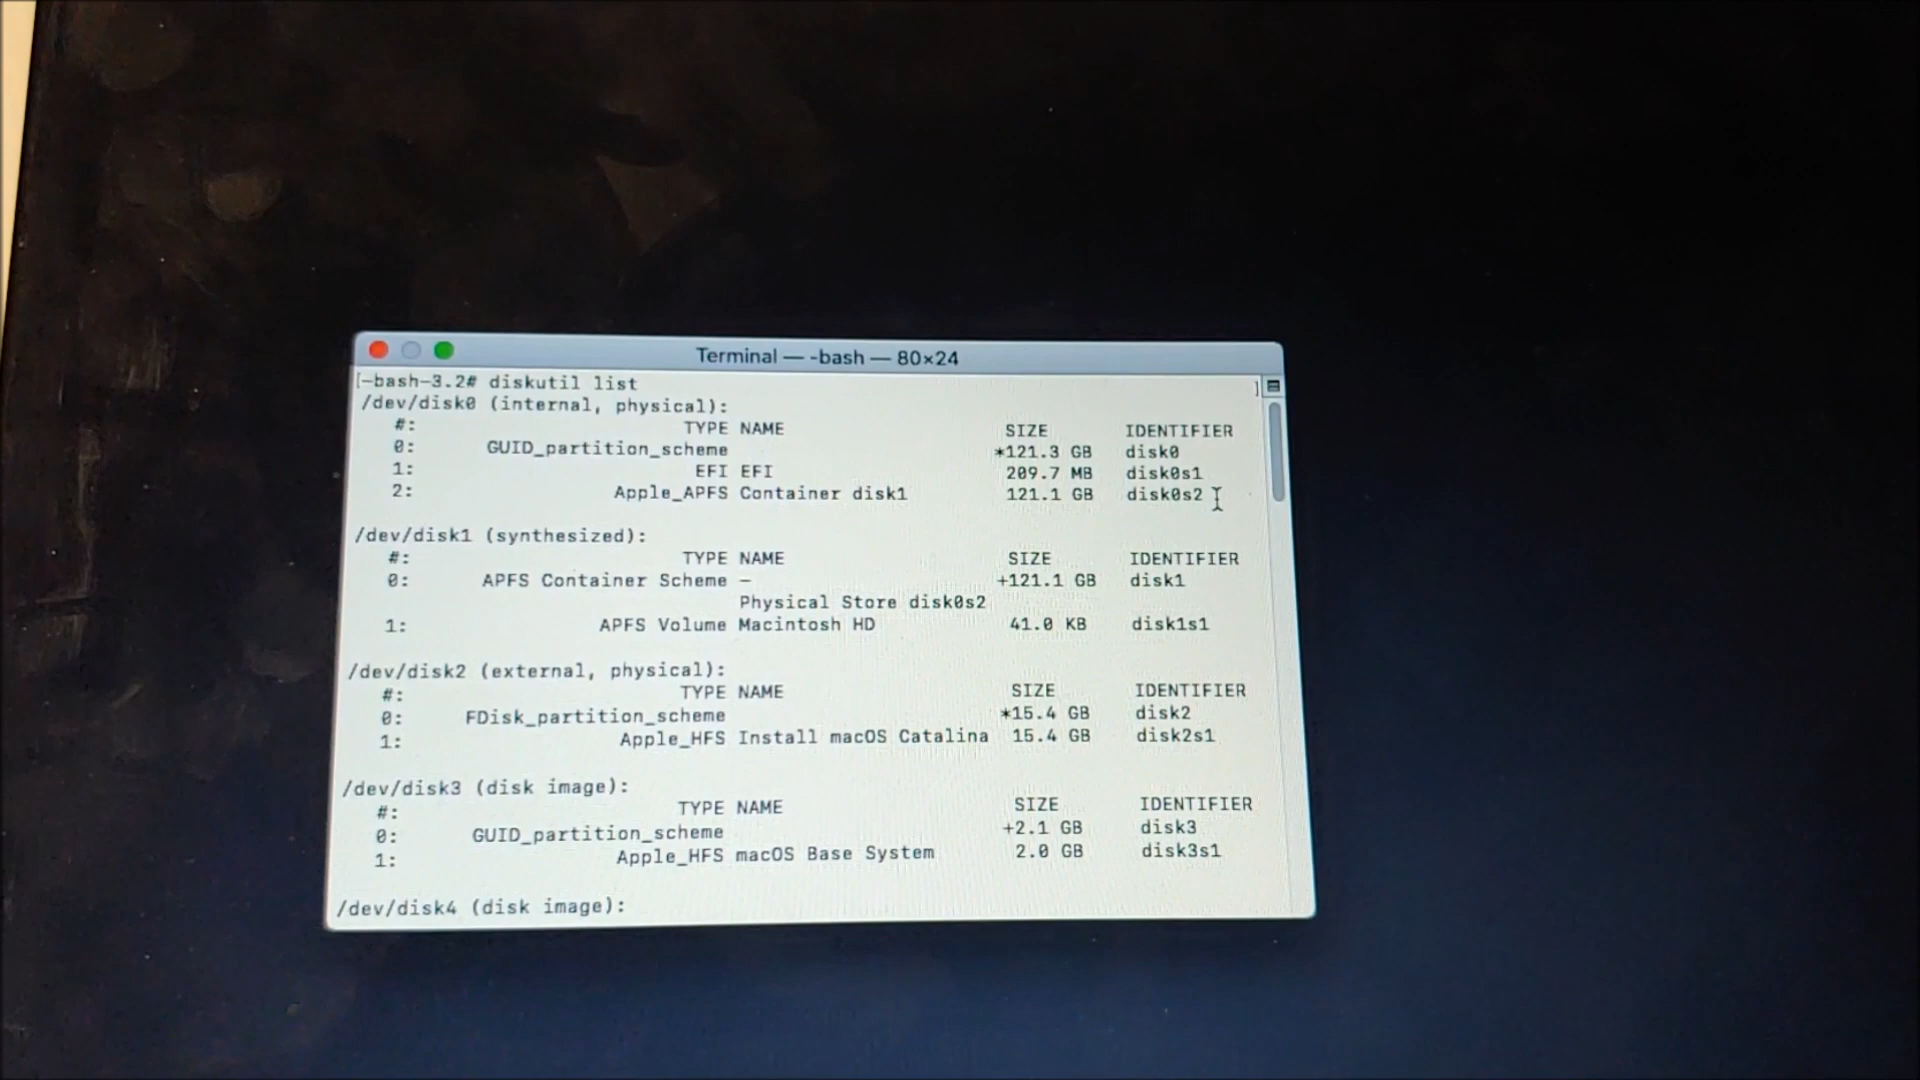 Terminal — -bash — 80×24
[-bash-3.2# diskutil list ]
/dev/disk0 (internal, physical):
#: TYPE NAME SIZE IDENTIFIER
0: GUID_partition_scheme *121.3 GB disk0
1: EFI EFI 209.7 MB disk0s1
2: Apple_APFS Container disk1 121.1 GB disk0s2
/dev/disk1 (synthesized):
#: TYPE NAME SIZE IDENTIFIER
0: APFS Container Scheme - +121.1 GB disk1
Physical Store disk0s2
1: APFS Volume Macintosh HD 41.0 KB disk1s1
/dev/disk2 (external, physical):
#: TYPE NAME SIZE IDENTIFIER
0: FDisk_partition_scheme *15.4 GB disk2
1: Apple_HFS Install macOS Catalina 15.4 GB disk2s1
/dev/disk3 (disk image):
#: TYPE NAME SIZE IDENTIFIER
0: GUID_partition_scheme +2.1 GB disk3
1: Apple_HFS macOS Base System 2.0 GB disk3s1
/dev/disk4 (disk image):